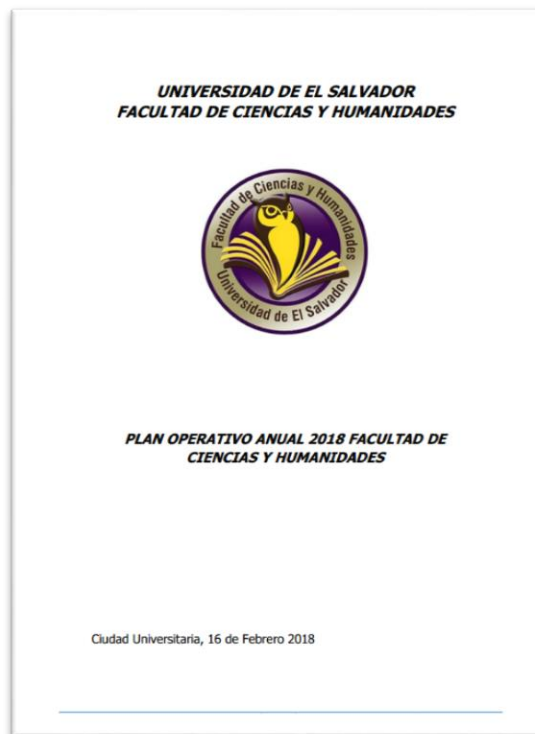 UNIVERSIDAD DE EL SALVADOR
FACULTAD DE CIENCIAS Y HUMANIDADES
Facultad de Ciencias y Humanidades
Universidad de El Salvador
PLAN OPERATIVO ANUAL 2018 FACULTAD DE
CIENCIAS Y HUMANIDADES
Ciudad Universitaria, 16 de Febrero 2018